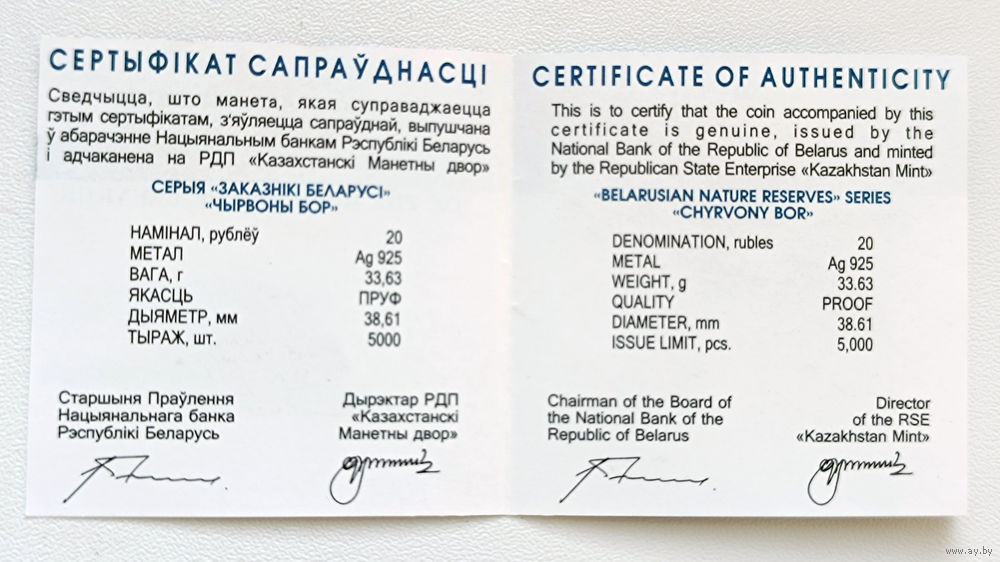 СЕРТЫФІКАТ САПРАЎДНАСЦІ
Сведчыцца, што манета, якая суправаджаецца
гэтым сертыфікатам, з'яўляецца сапраўднай, выпушчана
ў абарачэнне Нацыянальным банкам Рэспублікі Беларусь
і адчаканена на РДП «Казахстанскі Манетны двор»
СЕРЫЯ «ЗАКАЗНІКІ БЕЛАРУСІ»
«ЧЫРВОНЫ БОР»
НАМІНАЛ, рублёў 20
МЕТАЛ Ag 925
ВАГА, г 33,63
ЯКАСЦЬ ПРУФ
ДЫЯМЕТР, мм 38,61
ТЫРАЖ, шт. 5000
Старшыня Праўлення
Нацыянальнага банка
Рэспублікі Беларусь
Дырэктар РДП
«Казахстанскі
Манетны двор»
CERTIFICATE OF AUTHENTICITY
This is to certify that the coin accompanied by this
certificate is genuine, issued by the
National Bank of the Republic of Belarus and minted
by the Republican State Enterprise «Kazakhstan Mint»
«BELARUSIAN NATURE RESERVES» SERIES
«CHYRVONY BOR»
DENOMINATION, rubles 20
METAL Ag 925
WEIGHT, g 33.63
QUALITY PROOF
DIAMETER, mm 38.61
ISSUE LIMIT, pcs. 5,000
Chairman of the Board of
the National Bank of the
Republic of Belarus
Director
of the RSE
«Kazakhstan Mint»
www.ay.by